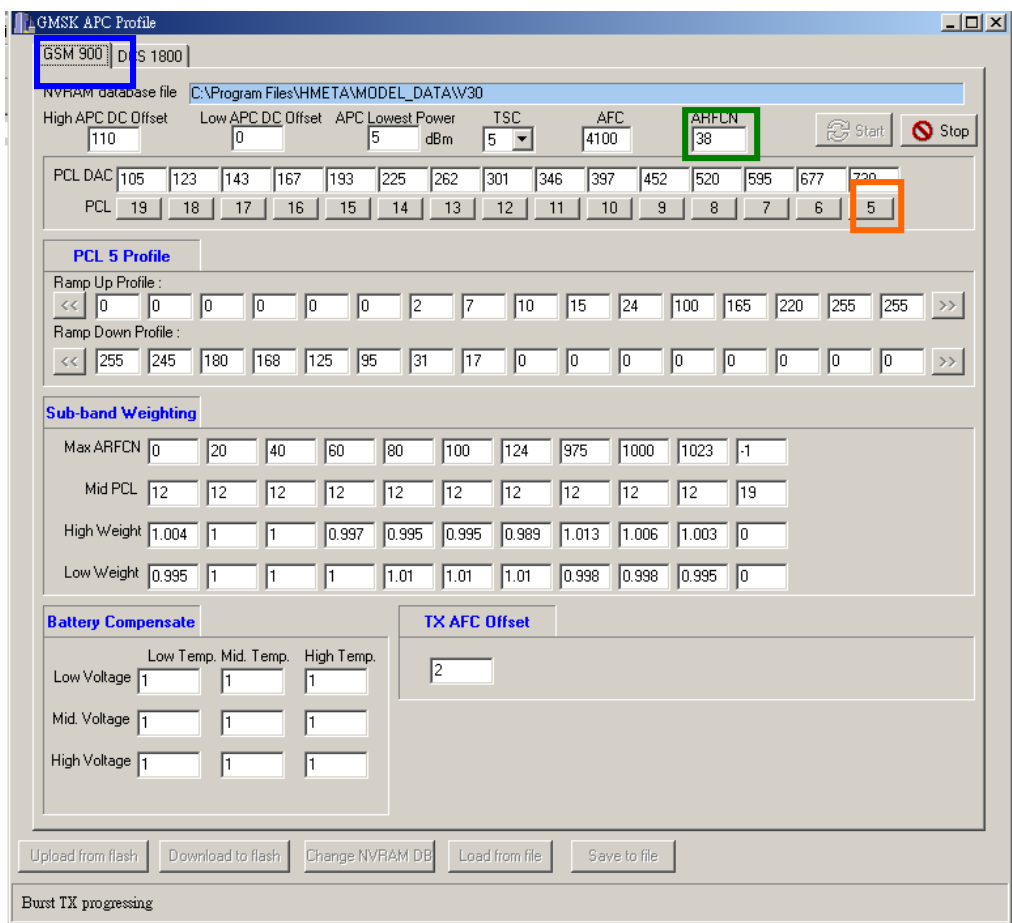 GMSK APC Profile
GSM 900 DCS 1800
NVRAM database file C:\Program Files\HMETA\MODEL_DATA\V30
High APC DC Offset Low APC DC Offset APC Lowest Power TSC AFC ARFCN
110 0 5 dBm 5 4100 38 Start Stop
PCL DAC 105 123 143 167 193 225 262 301 346 397 452 520 595 677 730
PCL 19 18 17 16 15 14 13 12 11 10 9 8 7 6 5
PCL 5 Profile
Ramp Up Profile :
<< 0 0 0 0 0 0 2 7 10 15 24 100 165 220 255 255 >>
Ramp Down Profile :
<< 255 245 180 168 125 95 31 17 0 0 0 0 0 0 0 0 >>
Sub-band Weighting
Max ARFCN 0 20 40 60 80 100 124 975 1000 1023 -1
Mid PCL 12 12 12 12 12 12 12 12 12 12 19
High Weight 1.004 1 1 0.997 0.995 0.995 0.989 1.013 1.006 1.003 0
Low Weight 0.995 1 1 1 1.01 1.01 1.01 0.998 0.998 0.995 0
Battery Compensate TX AFC Offset
Low Temp. Mid. Temp. High Temp.
2
Low Voltage 1 1 1
Mid. Voltage 1 1 1
High Voltage 1 1 1
Upload from flash Download to flash Change NVRAM DB Load from file Save to file
Burst TX progressing